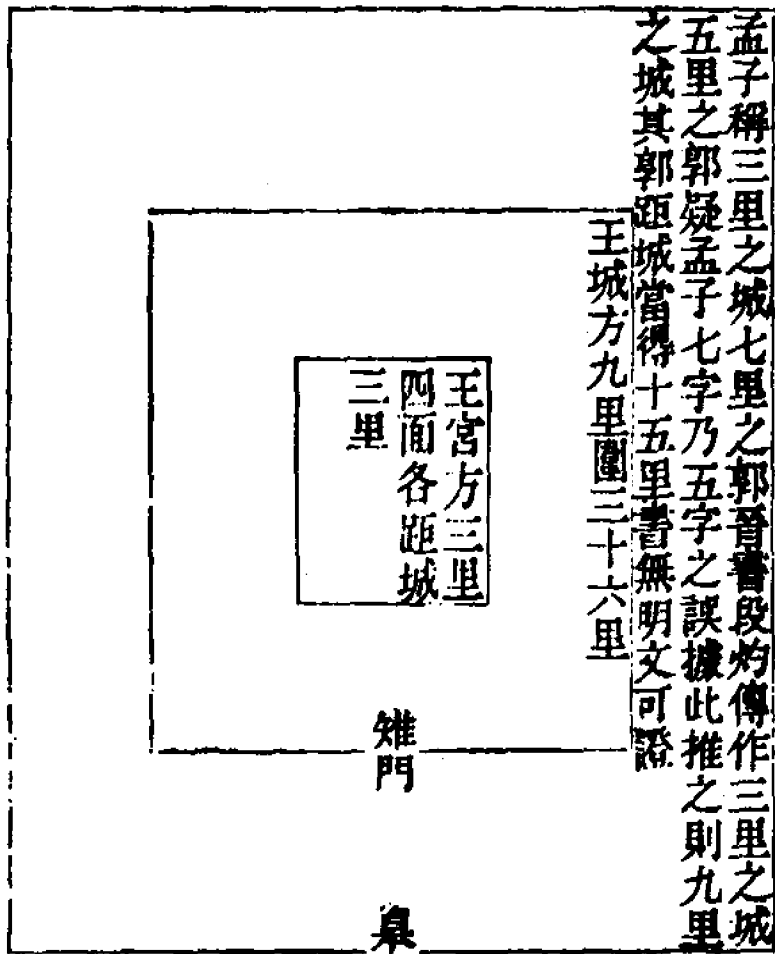 孟子稱三里之城七里之郭晉書段灼傳作三里之城
五里之郭疑孟子七字乃五字之誤據此推之則九里
之城其郭距城當得十五里書無明文可證
王城方九里圍三十六里
王宮方三里
四面各距城
三里
雉門
皋